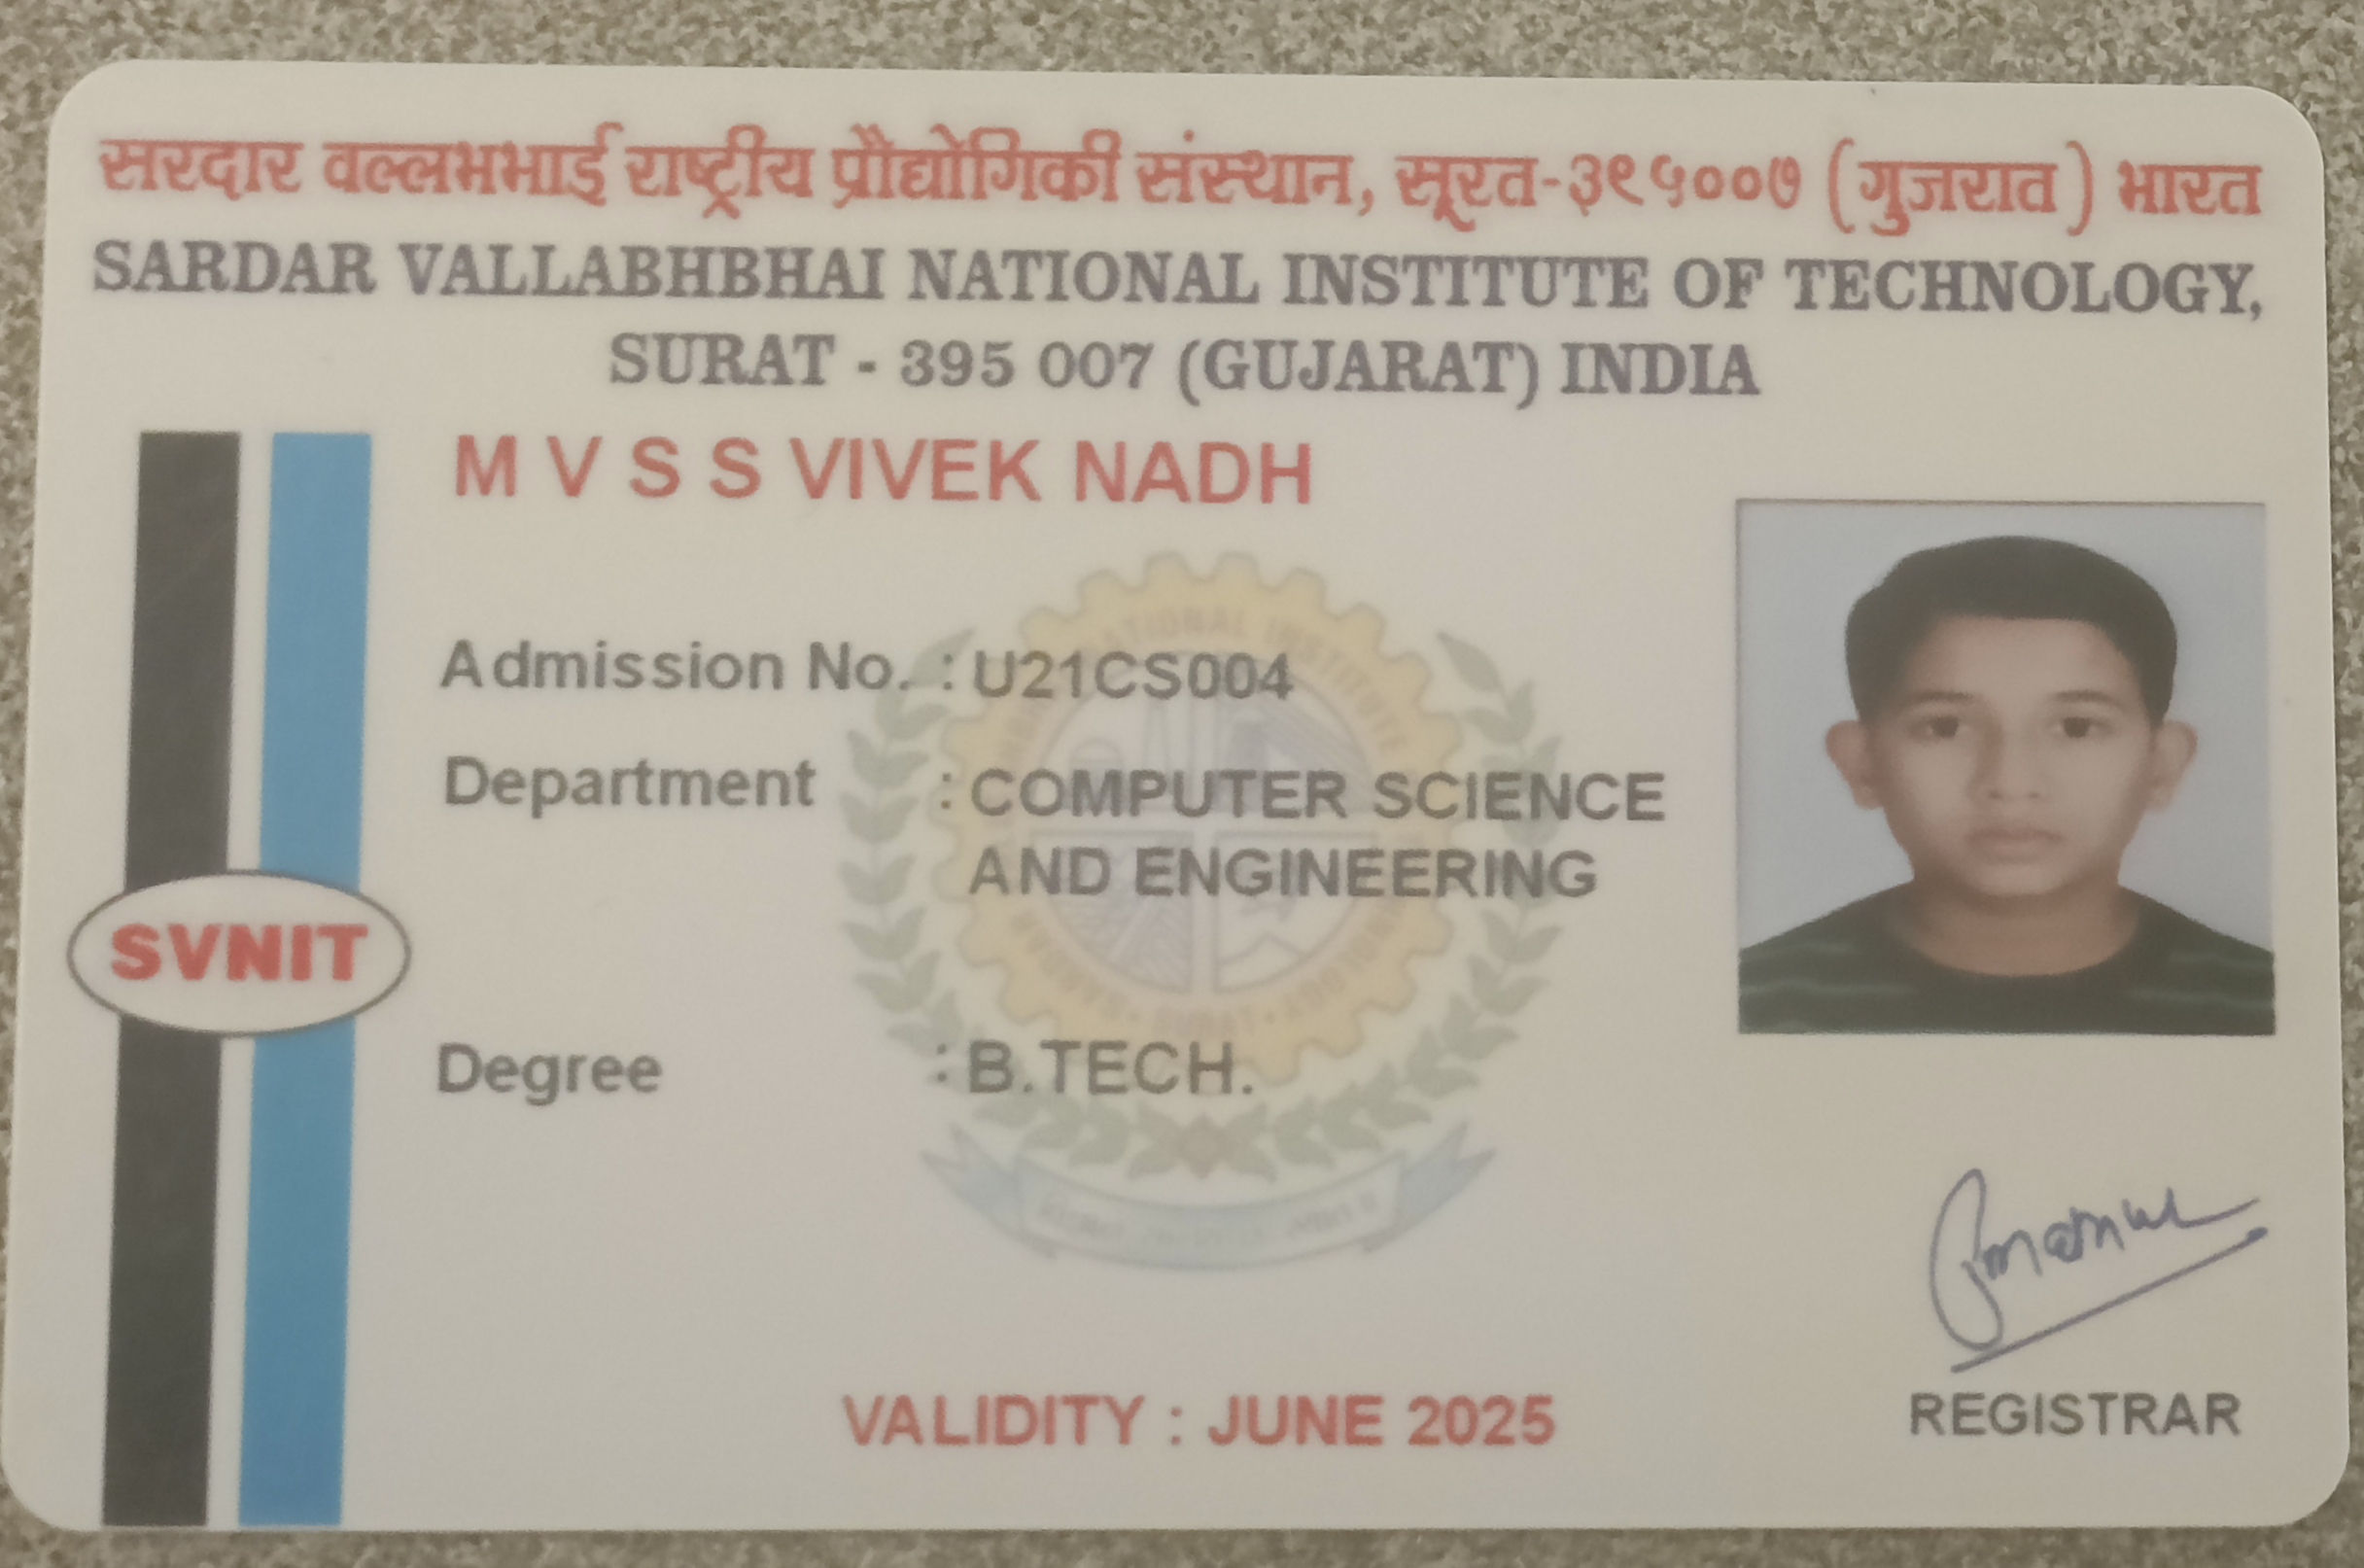 सरदार वल्लभभाई राष्ट्रीय प्रौद्योगिकी संस्थान, सूरत-३९५००७ (गुजरात) भारत
SARDAR VALLABHBHAI NATIONAL INSTITUTE OF TECHNOLOGY,
SURAT - 395 007 (GUJARAT) INDIA
M V S S VIVEK NADH
Admission No. : U21CS004
Department : COMPUTER SCIENCE
AND ENGINEERING
SVNIT
Degree : B.TECH.
VALIDITY : JUNE 2025
REGISTRAR